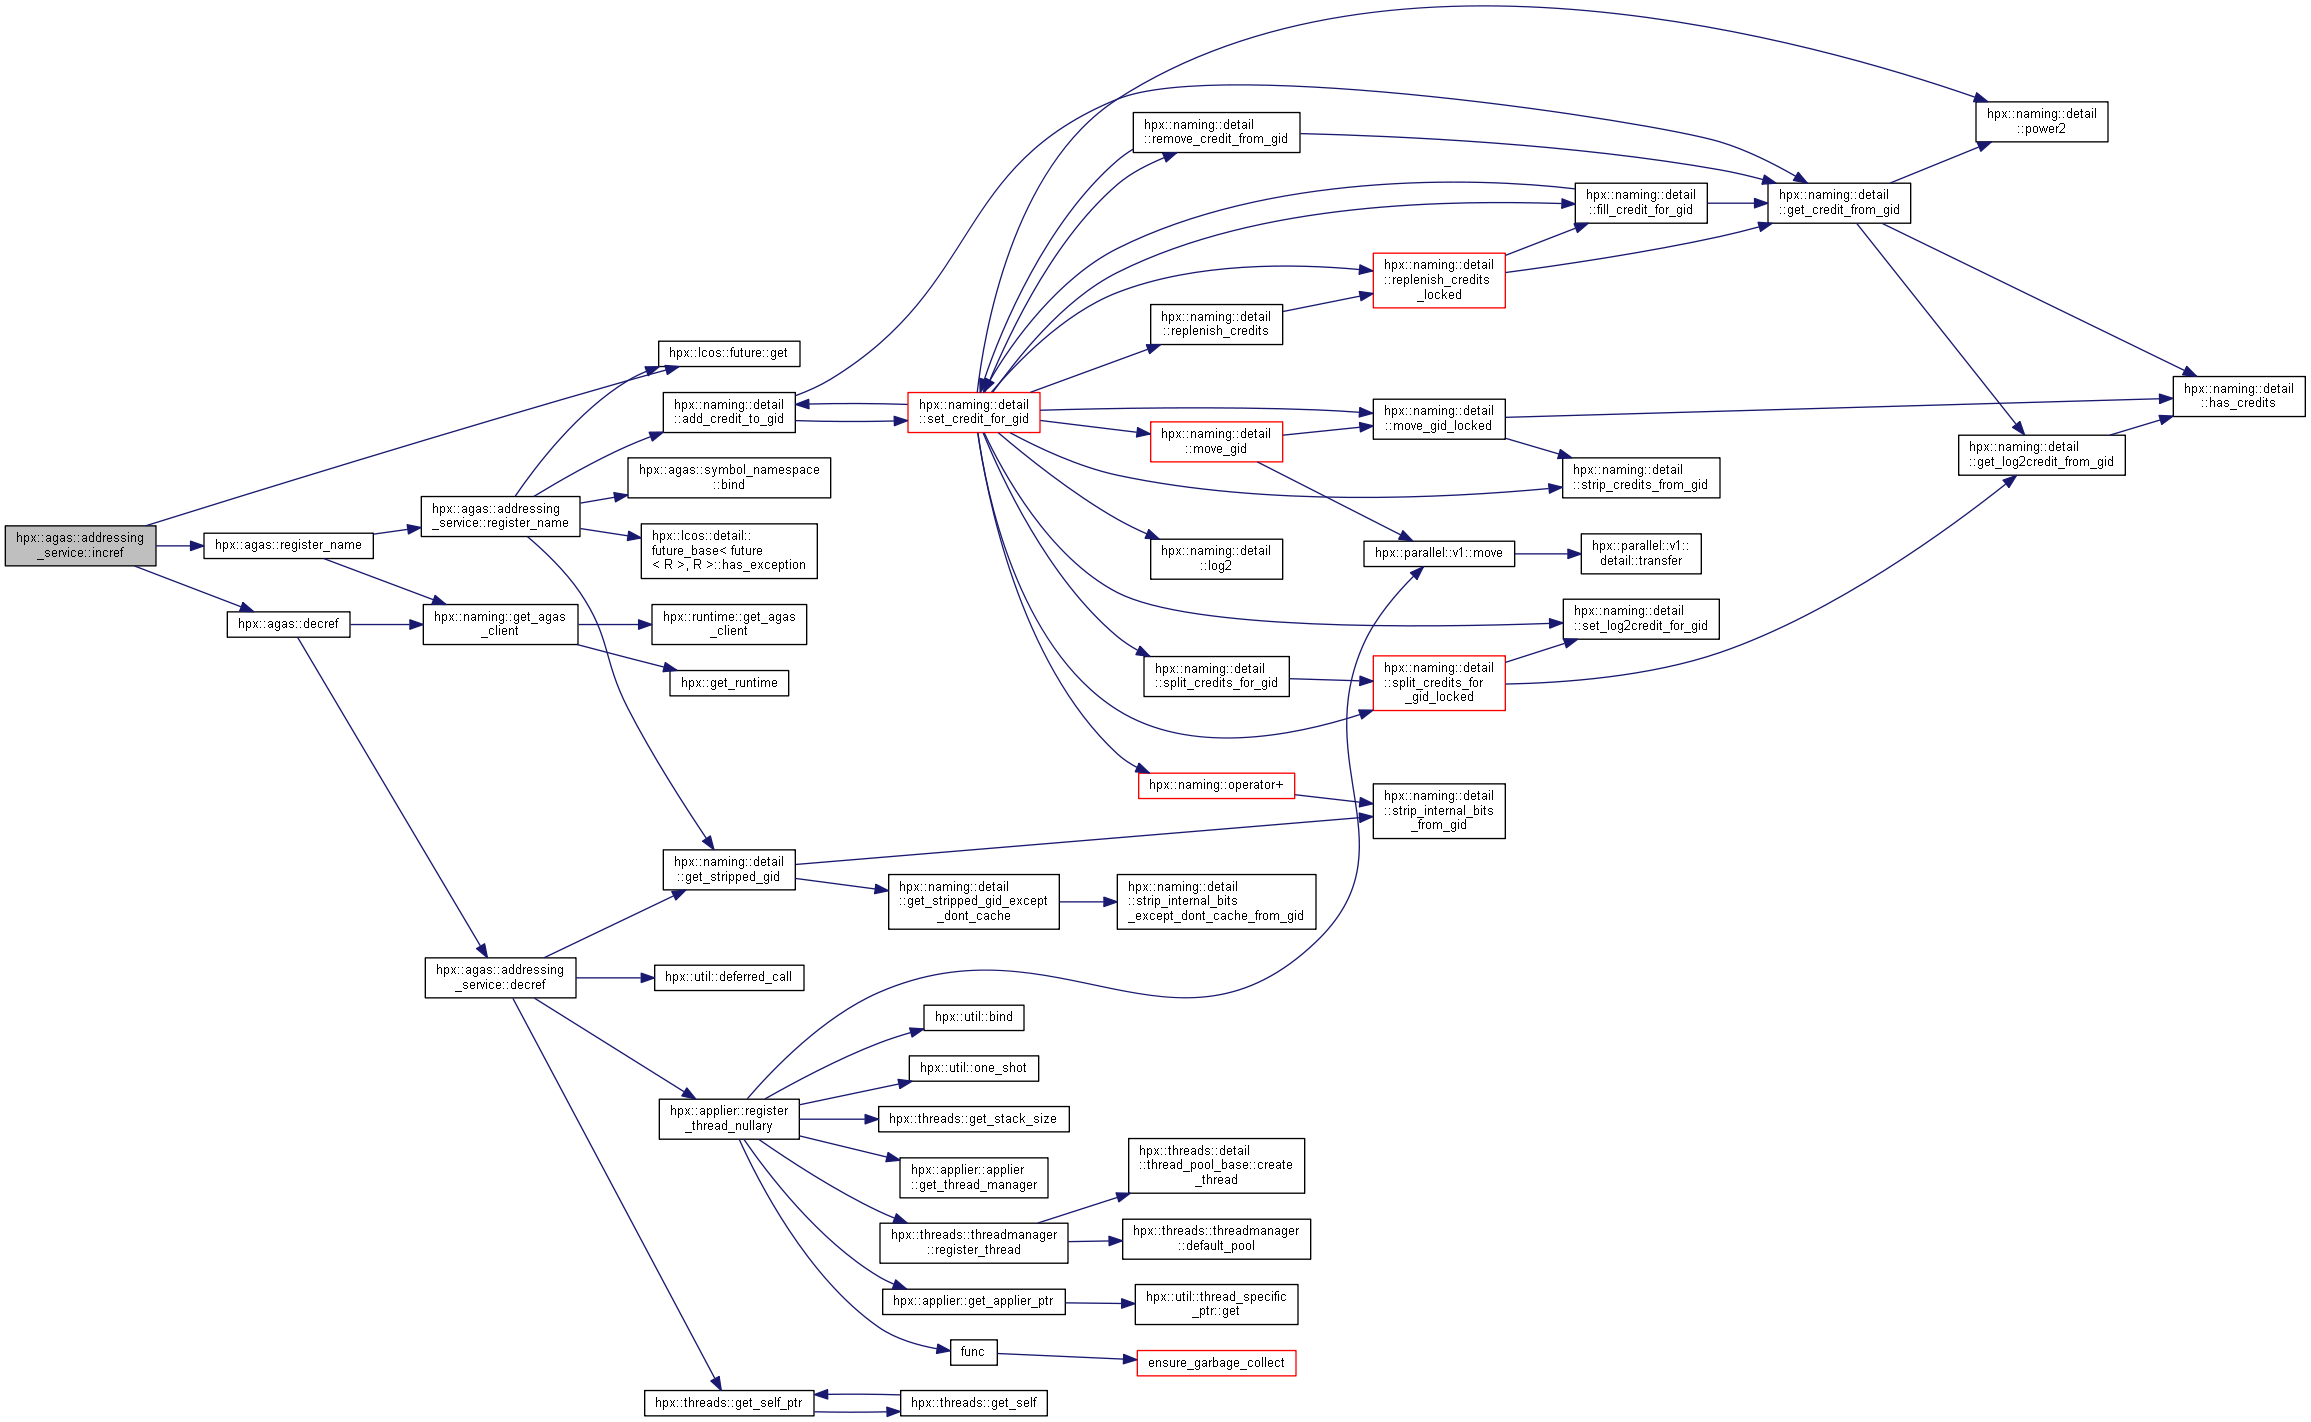 hpx::agas::addressing
_service::incref
hpx::agas::register_name
hpx::agas::decref
hpx::agas::addressing
_service::register_name
hpx::naming::get_agas
_client
hpx::agas::addressing
_service::decref
hpx::lcos::future::get
hpx::naming::detail
::add_credit_to_gid
hpx::agas::symbol_namespace
::bind
hpx::lcos::detail::
future_base< future
< R >, R >::has_exception
hpx::runtime::get_agas
_client
hpx::get_runtime
hpx::naming::detail
::get_stripped_gid
hpx::util::deferred_call
hpx::applier::register
_thread_nullary
hpx::threads::get_self_ptr
hpx::naming::detail
::set_credit_for_gid
hpx::naming::detail
::get_stripped_gid_except
_dont_cache
hpx::util::bind
hpx::util::one_shot
hpx::threads::get_stack_size
hpx::applier::applier
::get_thread_manager
hpx::threads::threadmanager
::register_thread
hpx::applier::get_applier_ptr
func
hpx::threads::get_self
hpx::naming::detail
::remove_credit_from_gid
hpx::naming::detail
::replenish_credits
hpx::naming::detail
::move_gid
hpx::naming::detail
::log2
hpx::naming::detail
::split_credits_for_gid
hpx::naming::operator+
hpx::naming::detail
::strip_internal_bits
_except_dont_cache_from_gid
hpx::threads::detail
::thread_pool_base::create
_thread
hpx::threads::threadmanager
::default_pool
hpx::util::thread_specific
_ptr::get
ensure_garbage_collect
hpx::naming::detail
::replenish_credits
_locked
hpx::naming::detail
::move_gid_locked
hpx::parallel::v1::move
hpx::naming::detail
::split_credits_for
_gid_locked
hpx::naming::detail
::strip_internal_bits
_from_gid
hpx::naming::detail
::fill_credit_for_gid
hpx::naming::detail
::strip_credits_from_gid
hpx::parallel::v1::
detail::transfer
hpx::naming::detail
::set_log2credit_for_gid
hpx::naming::detail
::get_credit_from_gid
hpx::naming::detail
::power2
hpx::naming::detail
::get_log2credit_from_gid
hpx::naming::detail
::has_credits